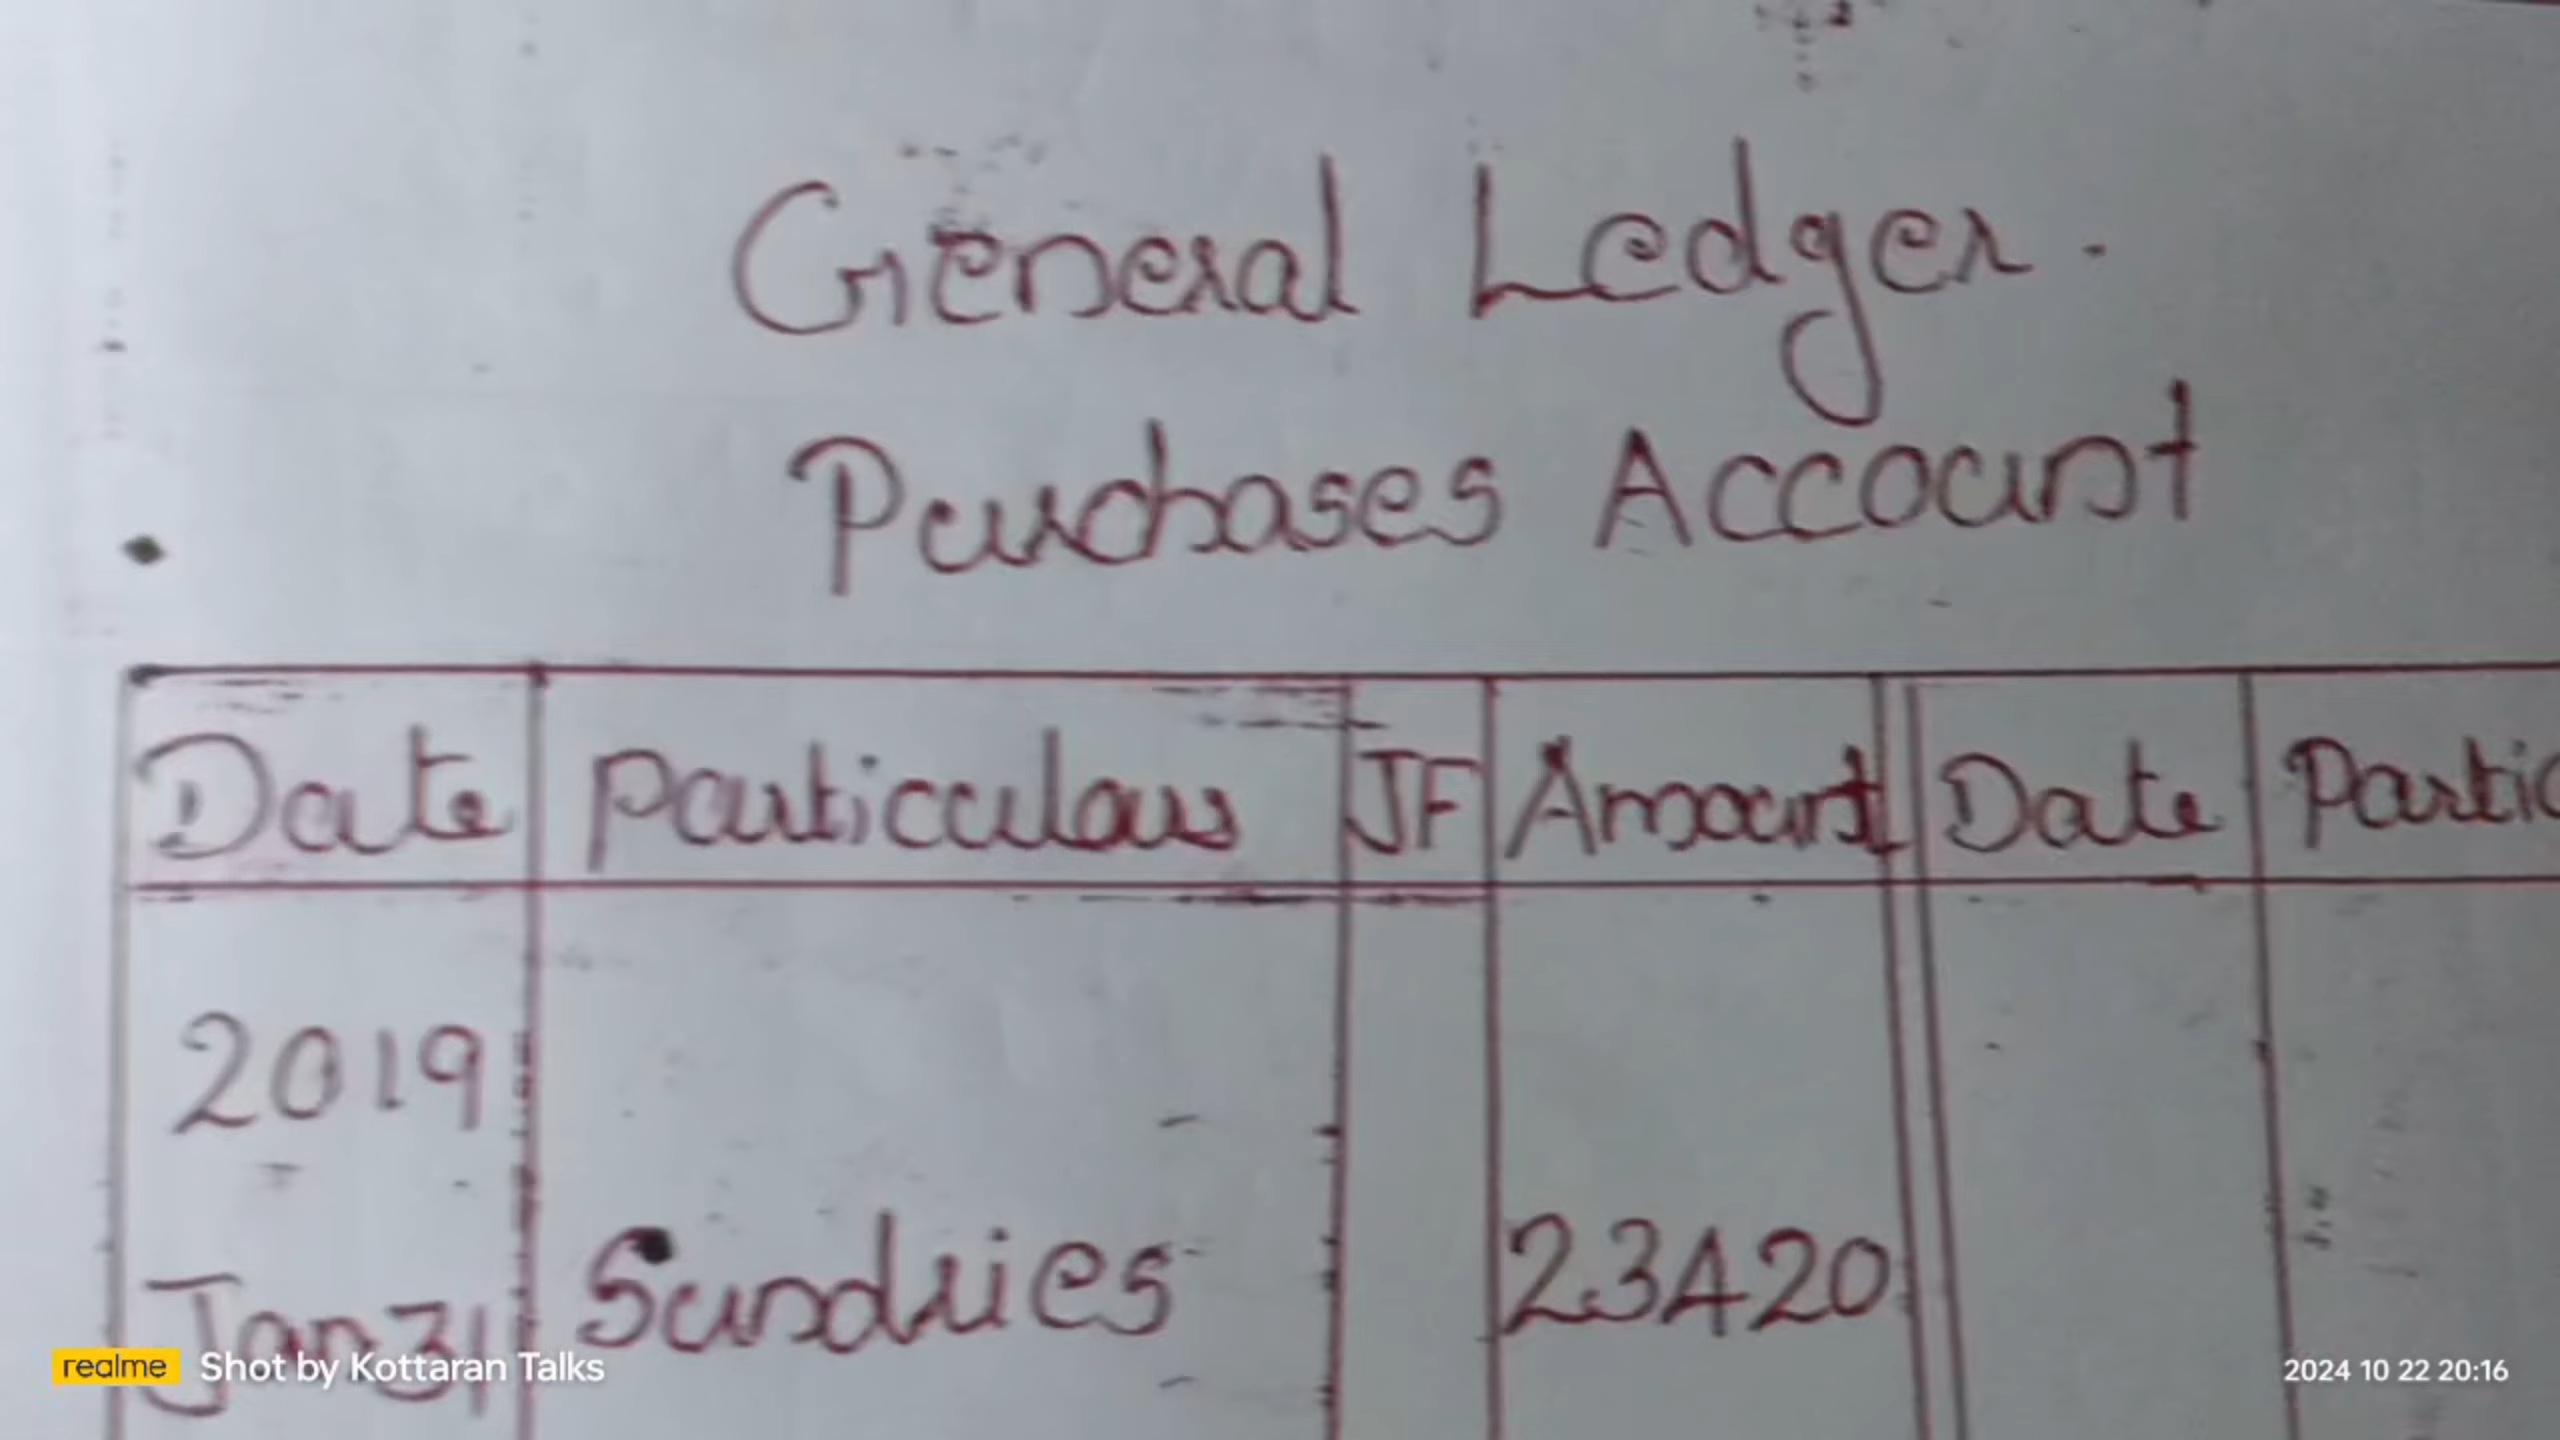 General Ledger.
Purchases Account
Date Particulars JF Amount Date Partic
2019
Jan 31 Sundries 23420
realme Shot by Kottaran Talks 2024 10 22 20:16